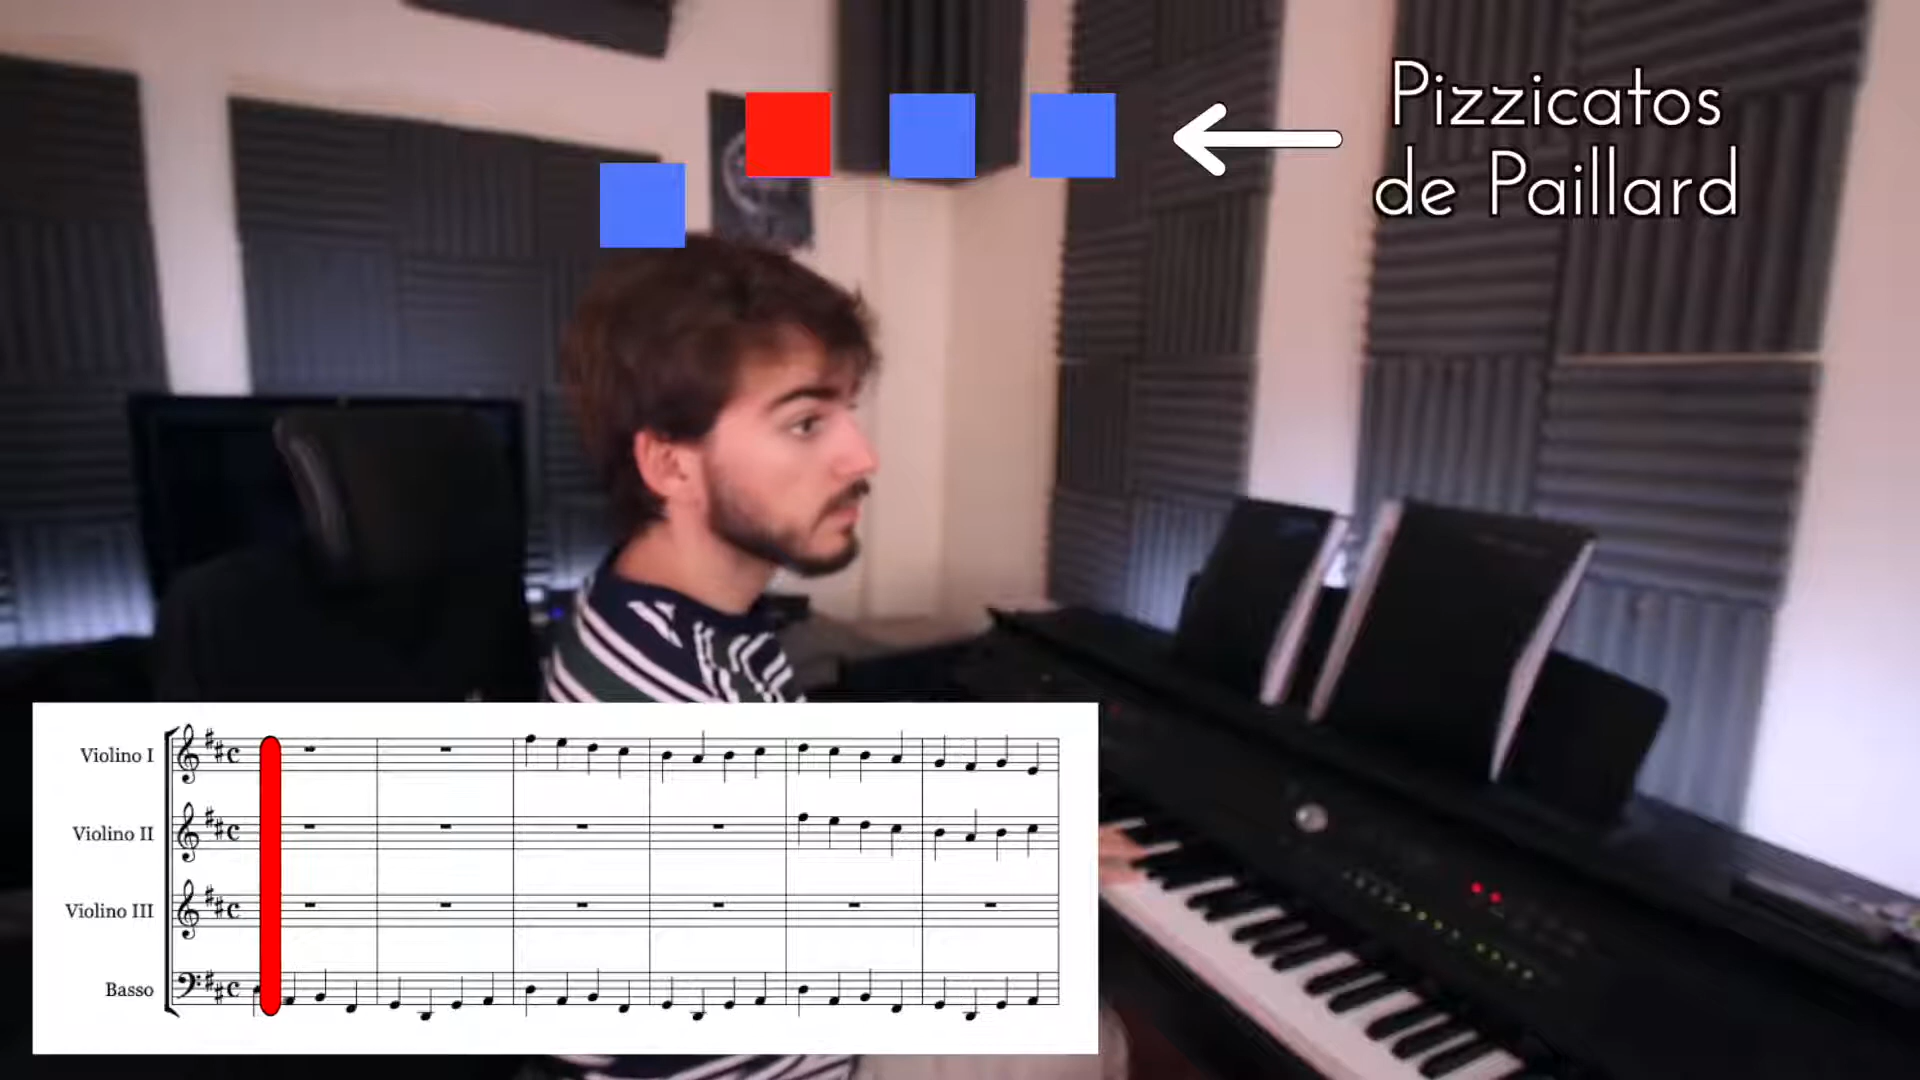 Pizzicatos
de Paillard
Violino I
Violino II
Violino III
Basso